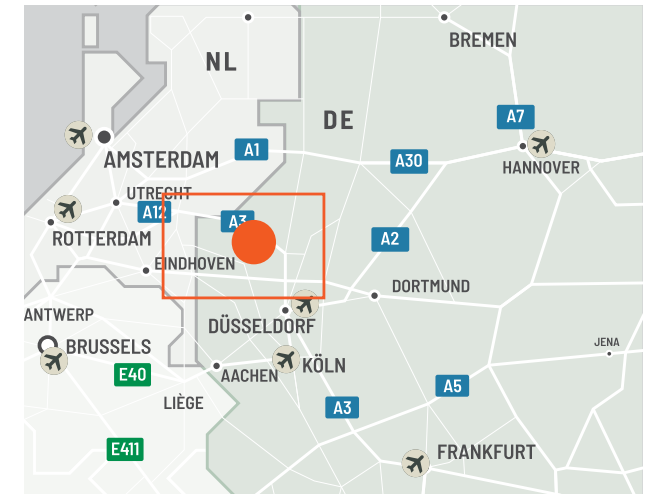 A1
BREMEN
NL
DE
A7
AMSTERDAM
A1
A30
HANNOVER
UTRECHT
A12
A3
ROTTERDAM
A2
EINDHOVEN
DORTMUND
ANTWERP
DÜSSELDORF
BRUSSELS
JENA
AACHEN
KÖLN
E40
A5
LIÈGE
A3
E411
FRANKFURT